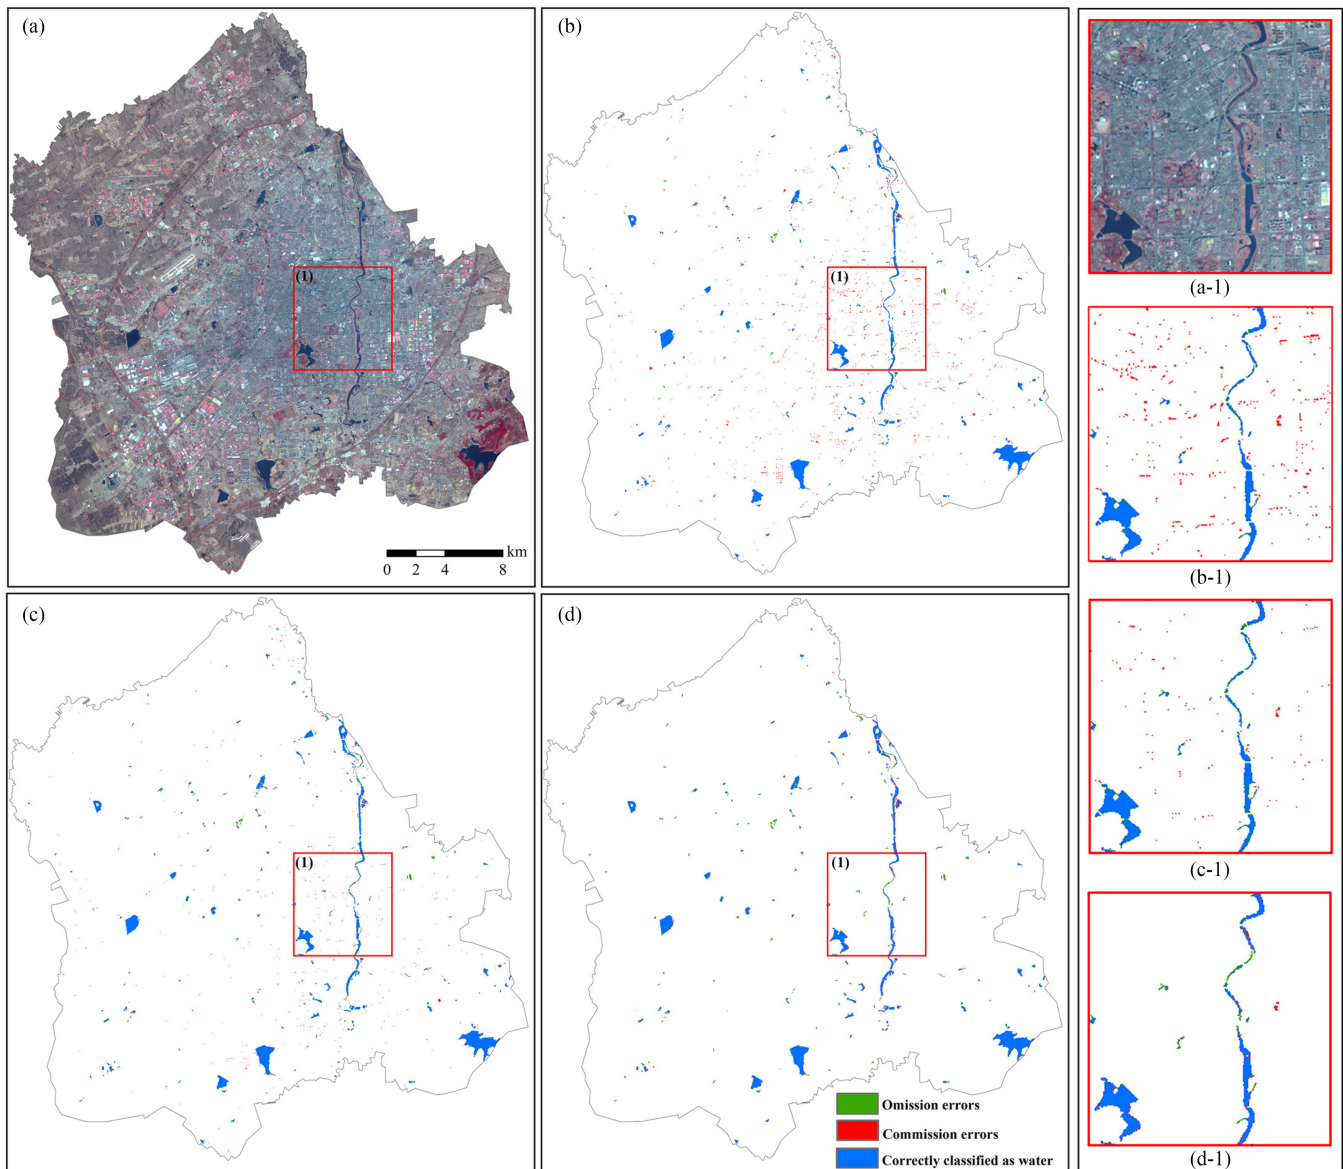 (a)
(1)
km
0 2 4 8
(b)
(1)
(a-1)
(b-1)
(c)
(1)
(d)
(1)
Omission errors
Commission errors
Correctly classified as water
(c-1)
(d-1)